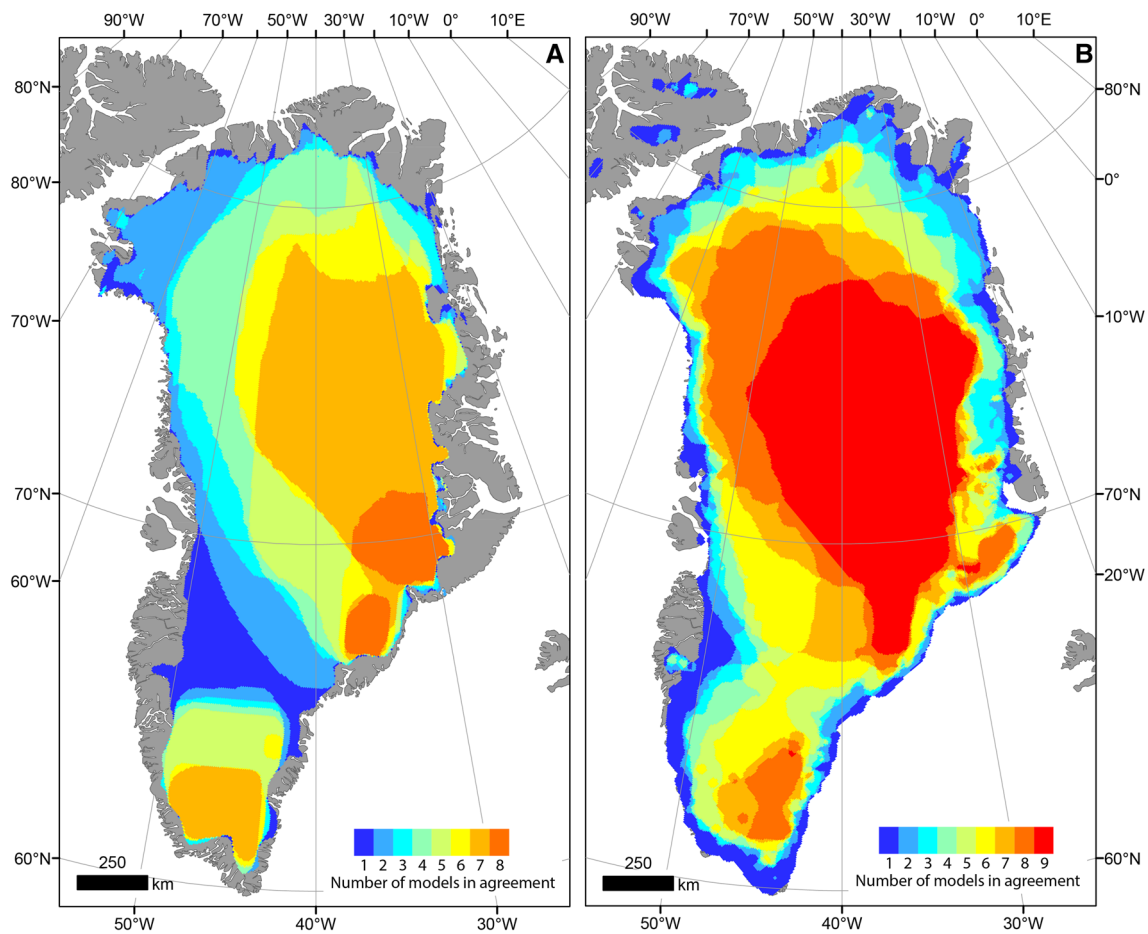 90°W 70°W 50°W 30°W 10°W 0° 10°E
90°W 70°W 50°W 30°W 10°W 0° 10°E
A
B
80°N
80°N
80°W
0°
70°W
10°W
70°N
70°N
60°W
20°W
1 2 3 4 5 6 7 8
Number of models in agreement
1 2 3 4 5 6 7 8 9
Number of models in agreement
60°N
60°N
250
km
250
km
50°W 40°W 30°W
50°W 40°W 30°W